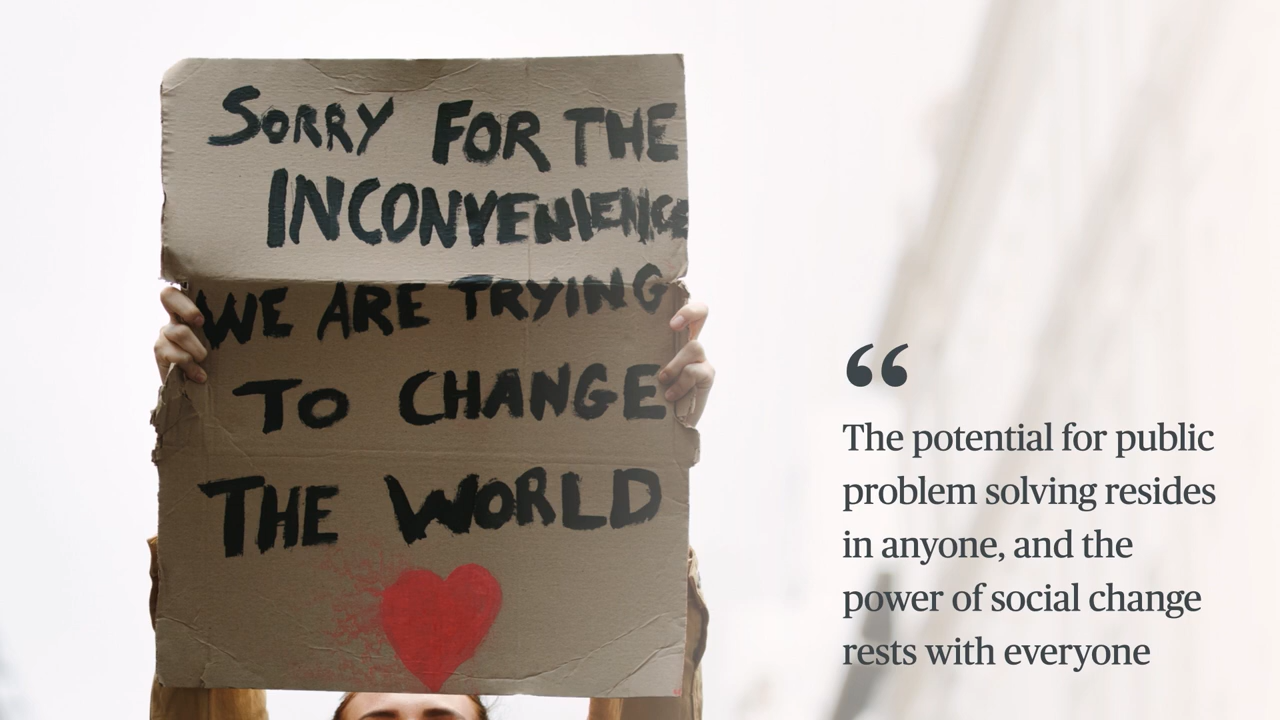 SORRY FOR THE
INCONVENIENCE
WE ARE TRYING
TO CHANGE
THE WORLD
“
The potential for public
problem solving resides
in anyone, and the
power of social change
rests with everyone